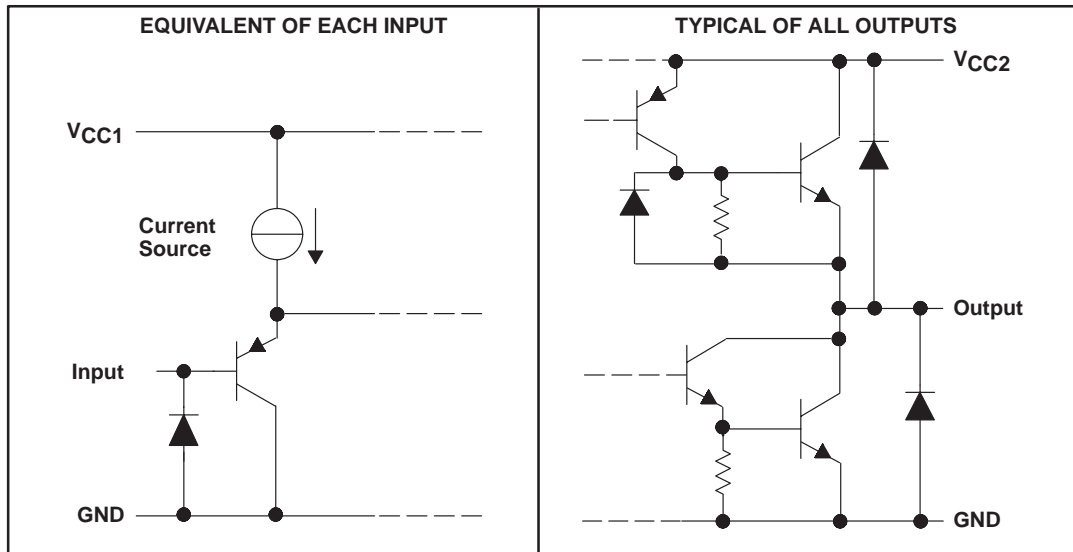 EQUIVALENT OF EACH INPUT
VCC1
Current
Source
Input
GND
TYPICAL OF ALL OUTPUTS
VCC2
Output
GND